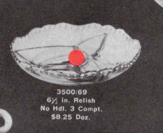 3500/69
6½ in. Relish
No Hdl. 3 Compt.
$8.25 Doz.